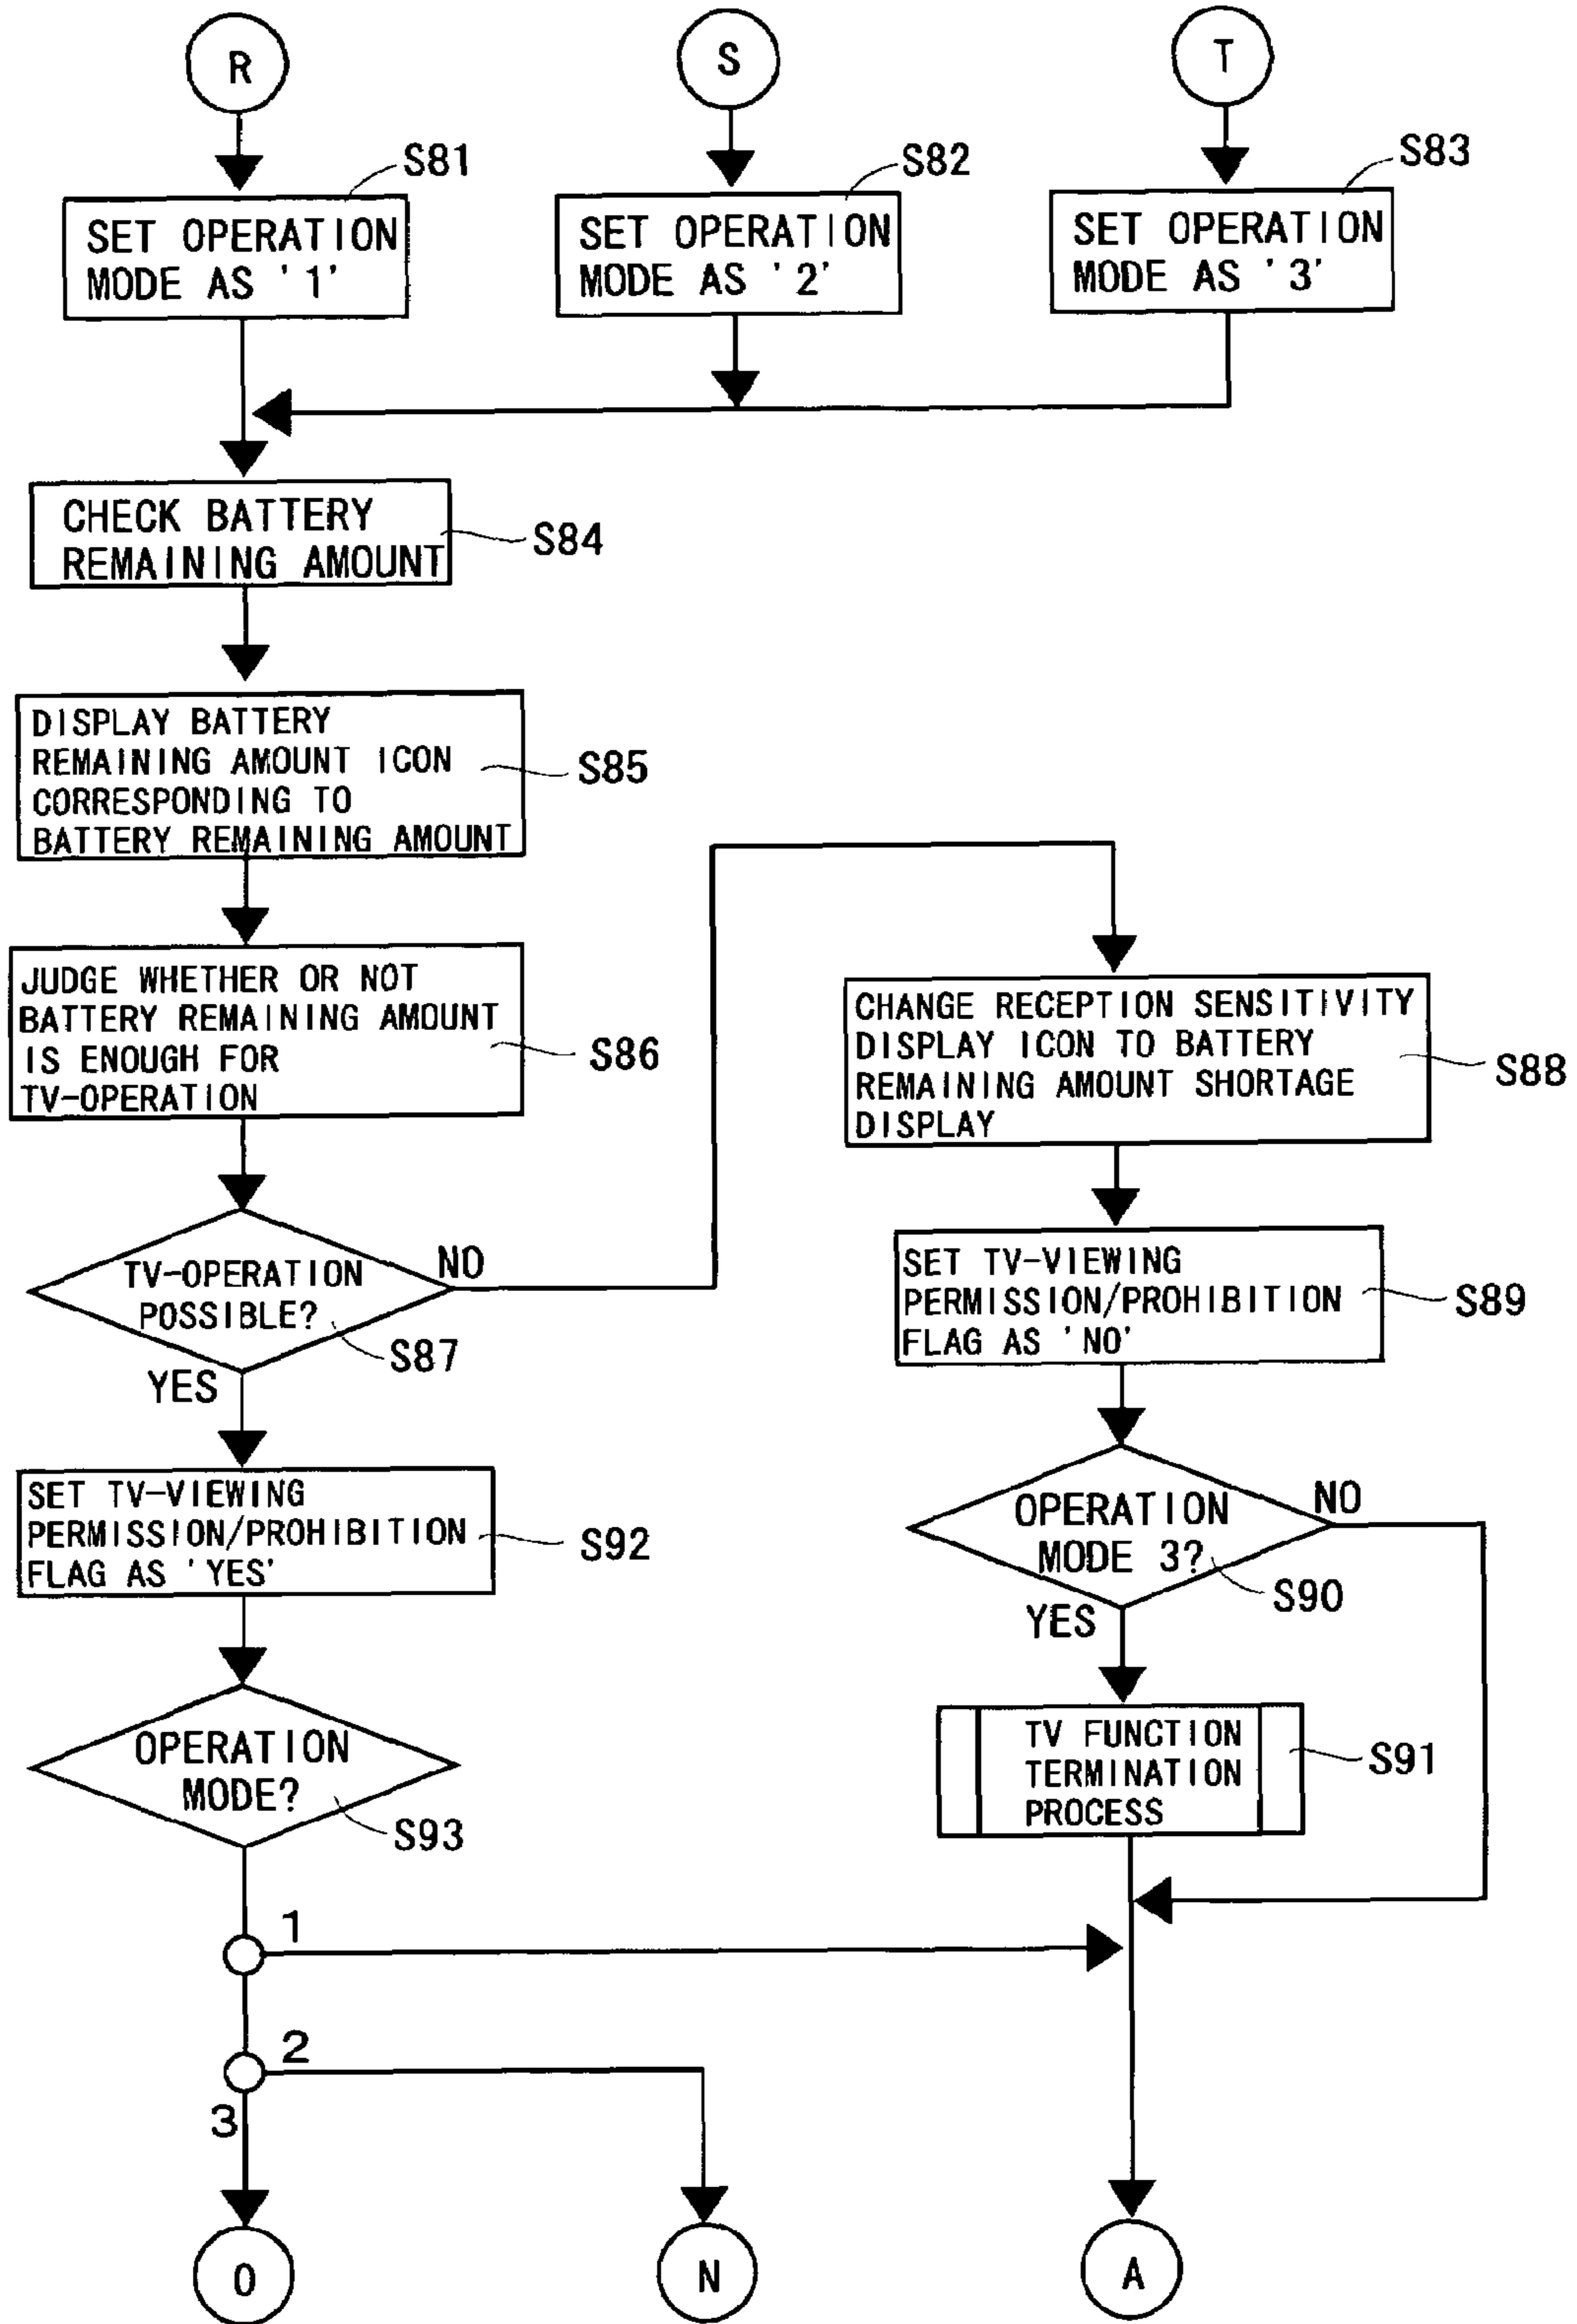 R
S
T
S81
S82
S83
SET OPERATION
MODE AS '1'
SET OPERATION
MODE AS '2'
SET OPERATION
MODE AS '3'
CHECK BATTERY
REMAINING AMOUNT
S84
DISPLAY BATTERY
REMAINING AMOUNT ICON
CORRESPONDING TO
BATTERY REMAINING AMOUNT
S85
JUDGE WHETHER OR NOT
BATTERY REMAINING AMOUNT
IS ENOUGH FOR
TV-OPERATION
S86
TV-OPERATION
POSSIBLE?
NO
S87
YES
CHANGE RECEPTION SENSITIVITY
DISPLAY ICON TO BATTERY
REMAINING AMOUNT SHORTAGE
DISPLAY
S88
SET TV-VIEWING
PERMISSION/PROHIBITION
FLAG AS 'NO'
S89
OPERATION
MODE 3?
NO
S90
YES
TV FUNCTION
TERMINATION
PROCESS
S91
SET TV-VIEWING
PERMISSION/PROHIBITION
FLAG AS 'YES'
S92
OPERATION
MODE?
S93
1
2
3
O
N
A